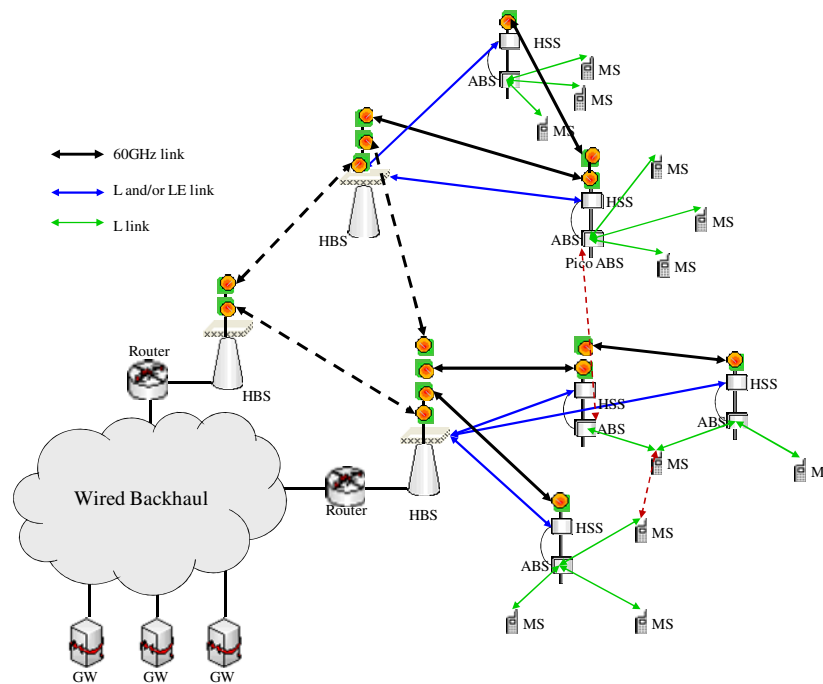 HSS
ABS
MS
MS
MS
60GHz link
L and/or LE link
L link
HBS
MS
HSS
MS
ABS
Pico ABS
MS
Router
HBS
HSS
HSS
ABS
ABS
MS
M
Wired Backhaul
Router
HBS
HSS
MS
ABS
MS
MS
GW
GW
GW